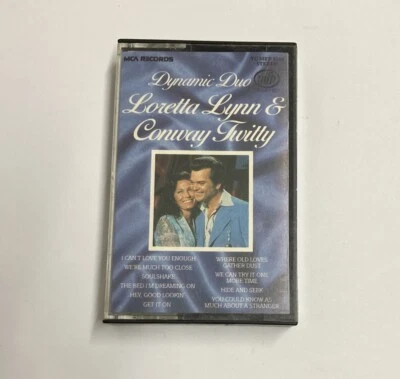 MCA RECORDS
STEREO
Dynamic Duo
Loretta Lynn &
Conway Twitty
I CAN'T LOVE YOU ENOUGH
WE'RE MUCH TOO CLOSE
SOULSHAPE
THE BED I'M DREAMING ON
HEY, GOOD LOOKIN'
GET IT ON
WHERE OLD LOVES
GATHER DUST
WE CAN TRY IT ONE
MORE TIME
HIDE AND SEEK
YOU COULD KNOW AS
MUCH ABOUT A STRANGER